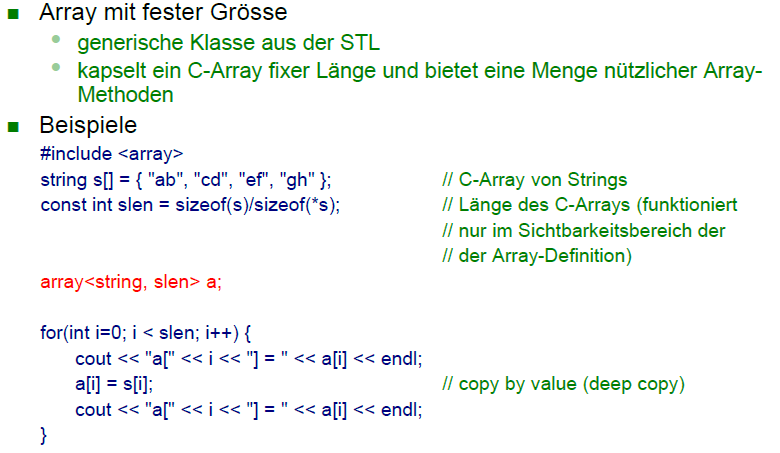 Array mit fester Grösse
generische Klasse aus der STL
kapselt ein C-Array fixer Länge und bietet eine Menge nützlicher Array-
Methoden
Beispiele
#include <array>
string s[] = { "ab", "cd", "ef", "gh" }; // C-Array von Strings
const int slen = sizeof(s)/sizeof(*s); // Länge des C-Arrays (funktioniert
// nur im Sichtbarkeitsbereich der
// der Array-Definition)
array<string, slen> a;
for(int i=0; i < slen; i++) {
cout << "a[" << i << "] = " << a[i] << endl;
a[i] = s[i]; // copy by value (deep copy)
cout << "a[" << i << "] = " << a[i] << endl;
}